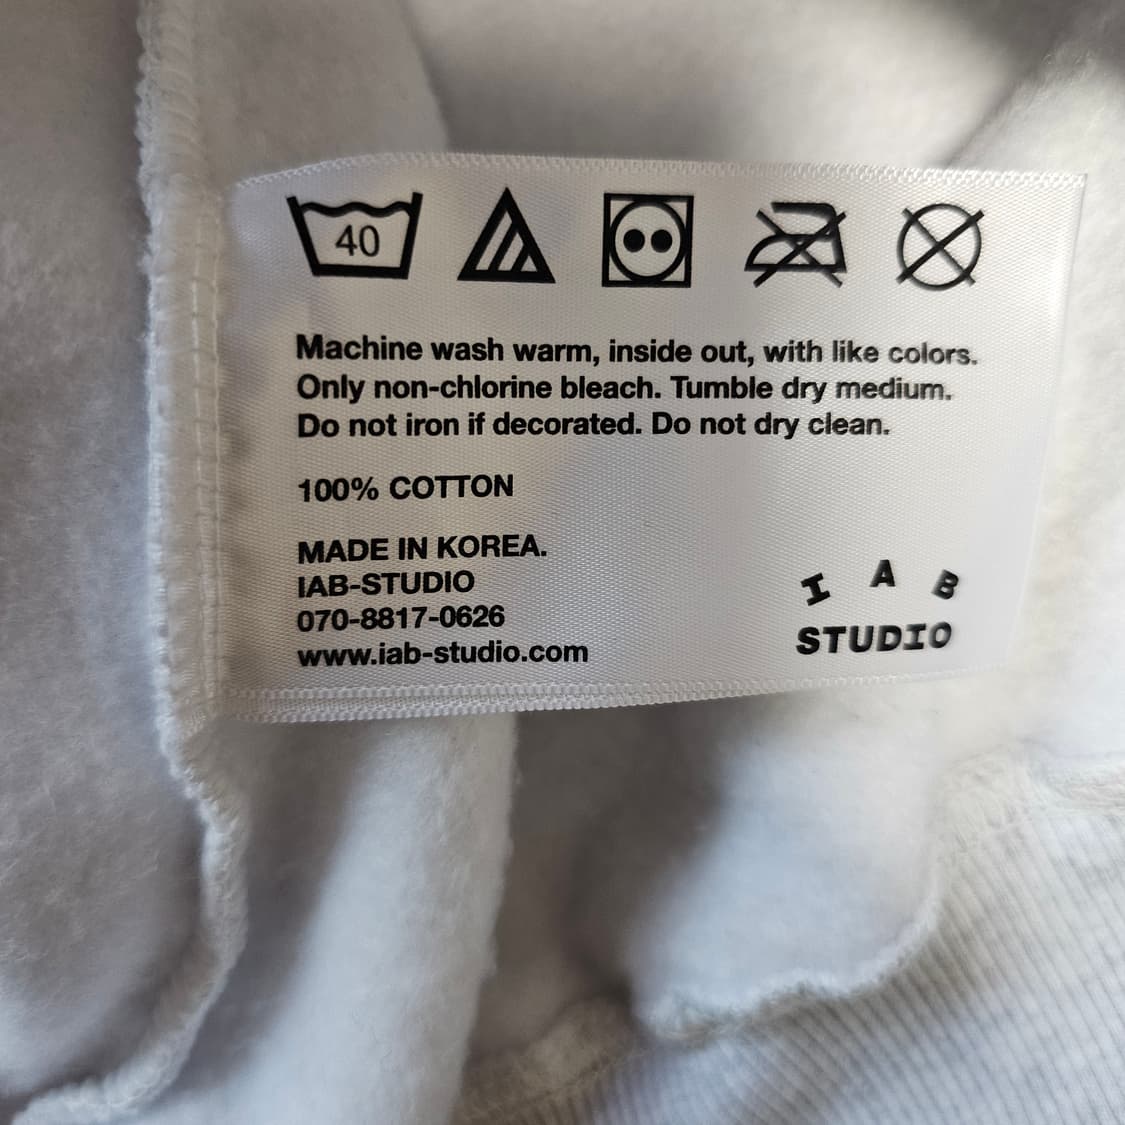 40
Machine wash warm, inside out, with like colors.
Only non-chlorine bleach. Tumble dry medium.
Do not iron if decorated. Do not dry clean.
100% COTTON
MADE IN KOREA.
IAB-STUDIO
070-8817-0626
www.iab-studio.com
I A B
STUDIO